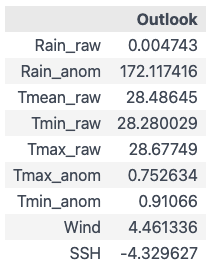 Outlook
Rain_raw 0.004743
Rain_anom 172.117416
Tmean_raw 28.48645
Tmin_raw 28.280029
Tmax_raw 28.67749
Tmax_anom 0.752634
Tmin_anom 0.91066
Wind 4.461336
SSH -4.329627